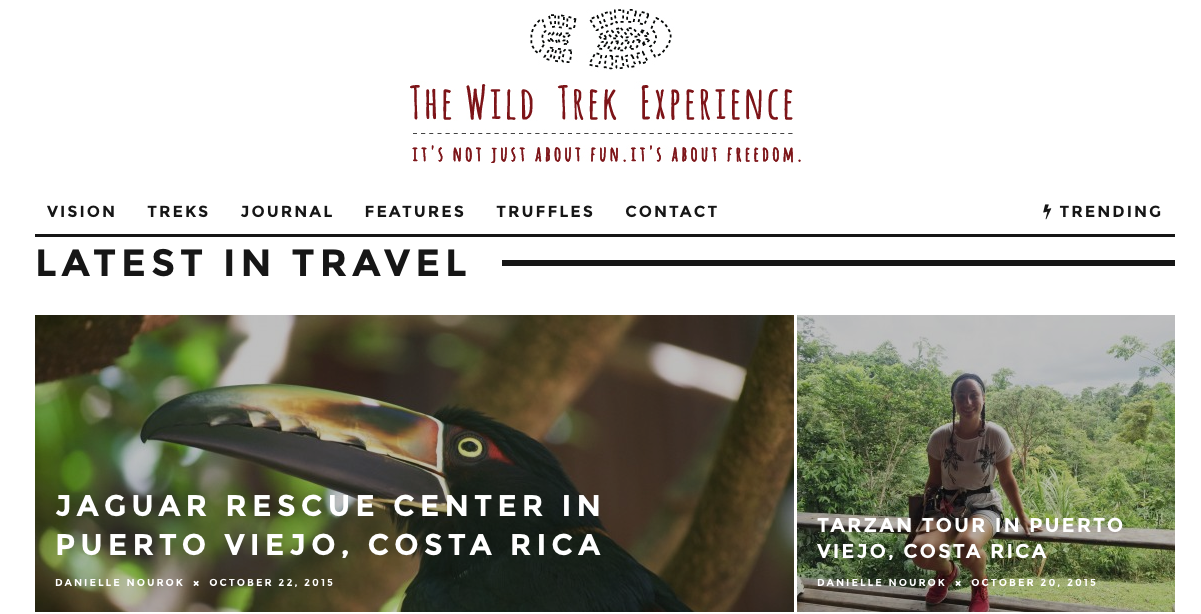 THE WILD TREK EXPERIENCE
IT'S NOT JUST ABOUT FUN.IT'S ABOUT FREEDOM.
VISION TREKS JOURNAL FEATURES TRUFFLES CONTACT TRENDING
LATEST IN TRAVEL
JAGUAR RESCUE CENTER IN
PUERTO VIEJO, COSTA RICA
DANIELLE NOUROK × OCTOBER 22, 2015
TARZAN TOUR IN PUERTO
VIEJO, COSTA RICA
DANIELLE NOUROK × OCTOBER 20, 2015